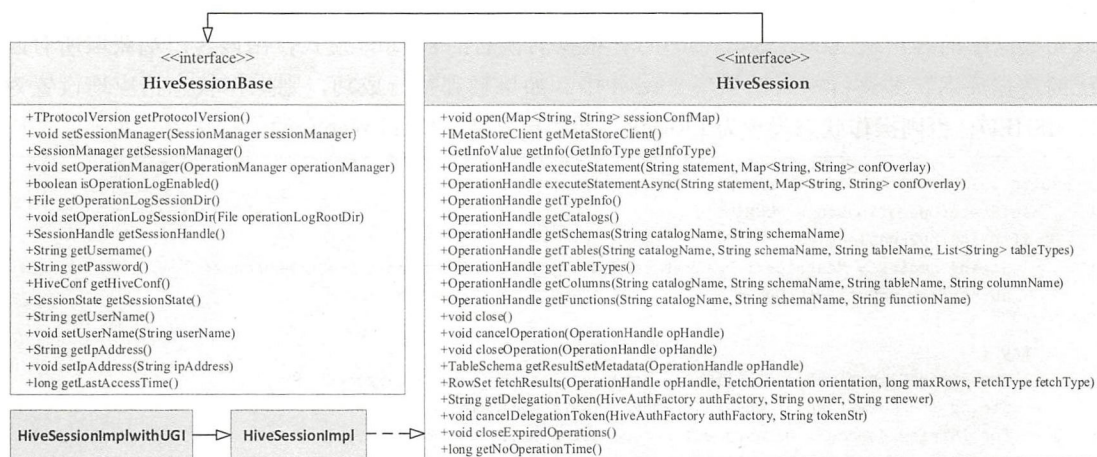 <<interface>>
HiveSessionBase
+TProtocolVersion getProtocolVersion()
+void setSessionManager(SessionManager sessionManager)
+SessionManager getSessionManager()
+void setOperationManager(OperationManager operationManager)
+boolean isOperationLogEnabled()
+File getOperationLogSessionDir()
+void setOperationLogSessionDir(File operationLogRootDir)
+SessionHandle getSessionHandle()
+String getUsername()
+String getPassword()
+HiveConf getHiveConf()
+SessionState getSessionState()
+String getUserName()
+void setUserName(String userName)
+String getIpAddress()
+void setIpAddress(String ipAddress)
+long getLastAccessTime()
<<interface>>
HiveSession
+void open(Map<String, String> sessionConfMap)
+IMetaStoreClient getMetaStoreClient()
+GetInfoValue getInfo(GetInfoType getInfoType)
+OperationHandle executeStatement(String statement, Map<String, String> confOverlay)
+OperationHandle executeStatementAsync(String statement, Map<String, String> confOverlay)
+OperationHandle getTypeInfo()
+OperationHandle getCatalogs()
+OperationHandle getSchemas(String catalogName, String schemaName)
+OperationHandle getTables(String catalogName, String schemaName, String tableName, List<String> tableTypes)
+OperationHandle getTableTypes()
+OperationHandle getColumns(String catalogName, String schemaName, String tableName, String columnName)
+OperationHandle getFunctions(String catalogName, String schemaName, String functionName)
+void close()
+void cancelOperation(OperationHandle opHandle)
+void closeOperation(OperationHandle opHandle)
+TableSchema getResultSetMetadata(OperationHandle opHandle)
+RowSet fetchResults(OperationHandle opHandle, FetchOrientation orientation, long maxRows, FetchType fetchType)
+String getDelegationToken(HiveAuthFactory authFactory, String owner, String renewer)
+void cancelDelegationToken(HiveAuthFactory authFactory, String tokenStr)
+void closeExpiredOperations()
+long getNoOperationTime()
HiveSessionImplwithUGI
HiveSessionImpl